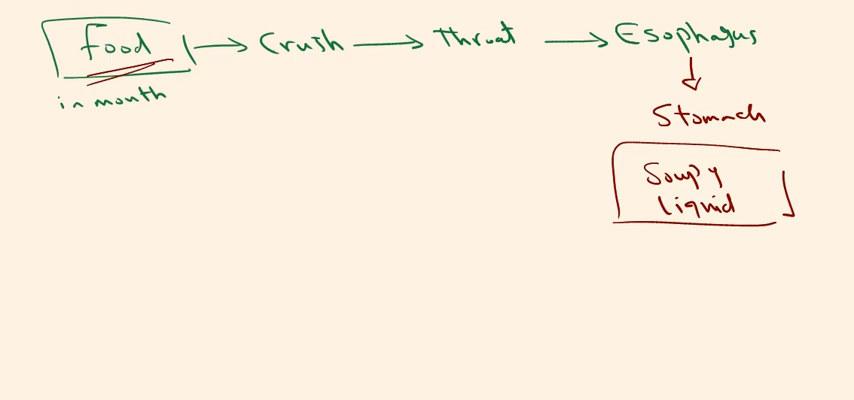 Food → Crush → Throat → Esophagus
in mouth
↓
Stomach
Soupy
Liquid